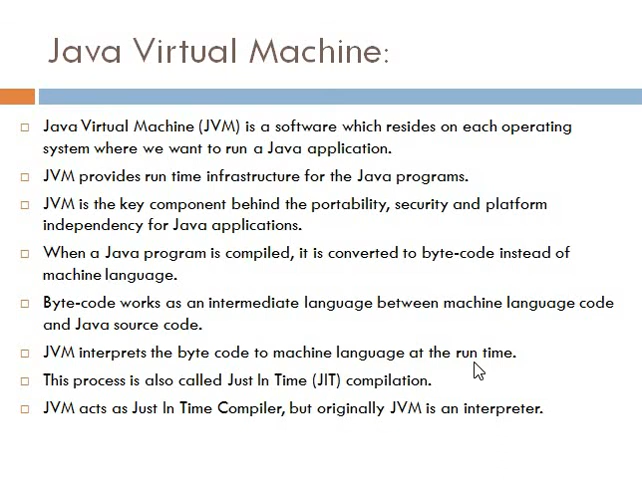 Java Virtual Machine:
Java Virtual Machine (JVM) is a software which resides on each operating
system where we want to run a Java application.
JVM provides run time infrastructure for the Java programs.
JVM is the key component behind the portability, security and platform
independency for Java applications.
When a Java program is compiled, it is converted to byte-code instead of
machine language.
Byte-code works as an intermediate language between machine language code
and Java source code.
JVM interprets the byte code to machine language at the run time.
This process is also called Just In Time (JIT) compilation.
JVM acts as Just In Time Compiler, but originally JVM is an interpreter.